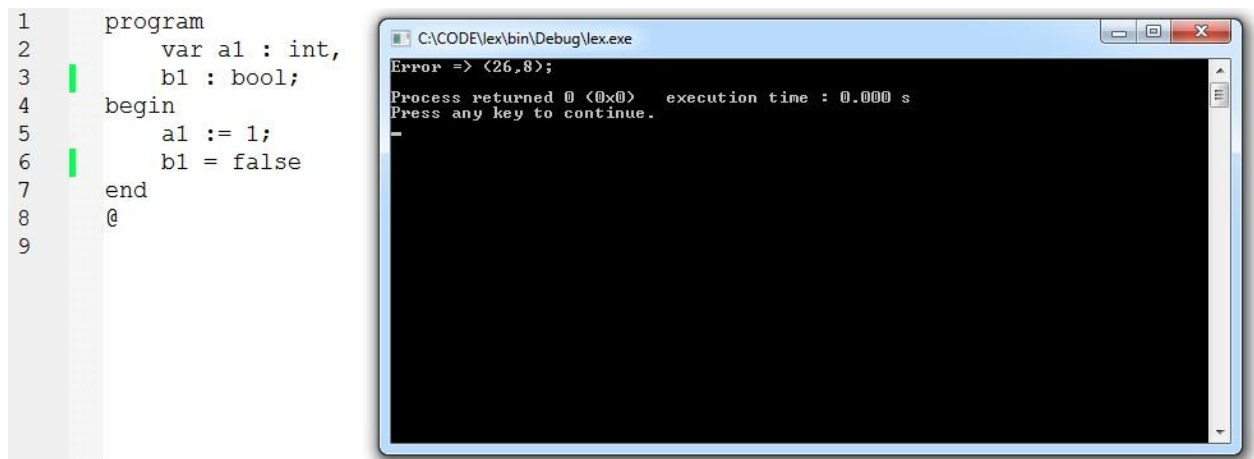 1 program
2 var a1 : int,
3 b1 : bool;
4 begin
5 a1 := 1;
6 b1 = false
7 end
8 @
9
C:\CODE\lex\bin\Debug\lex.exe
Error => (26,8);
Process returned 0 (0x0) execution time : 0.000 s
Press any key to continue.